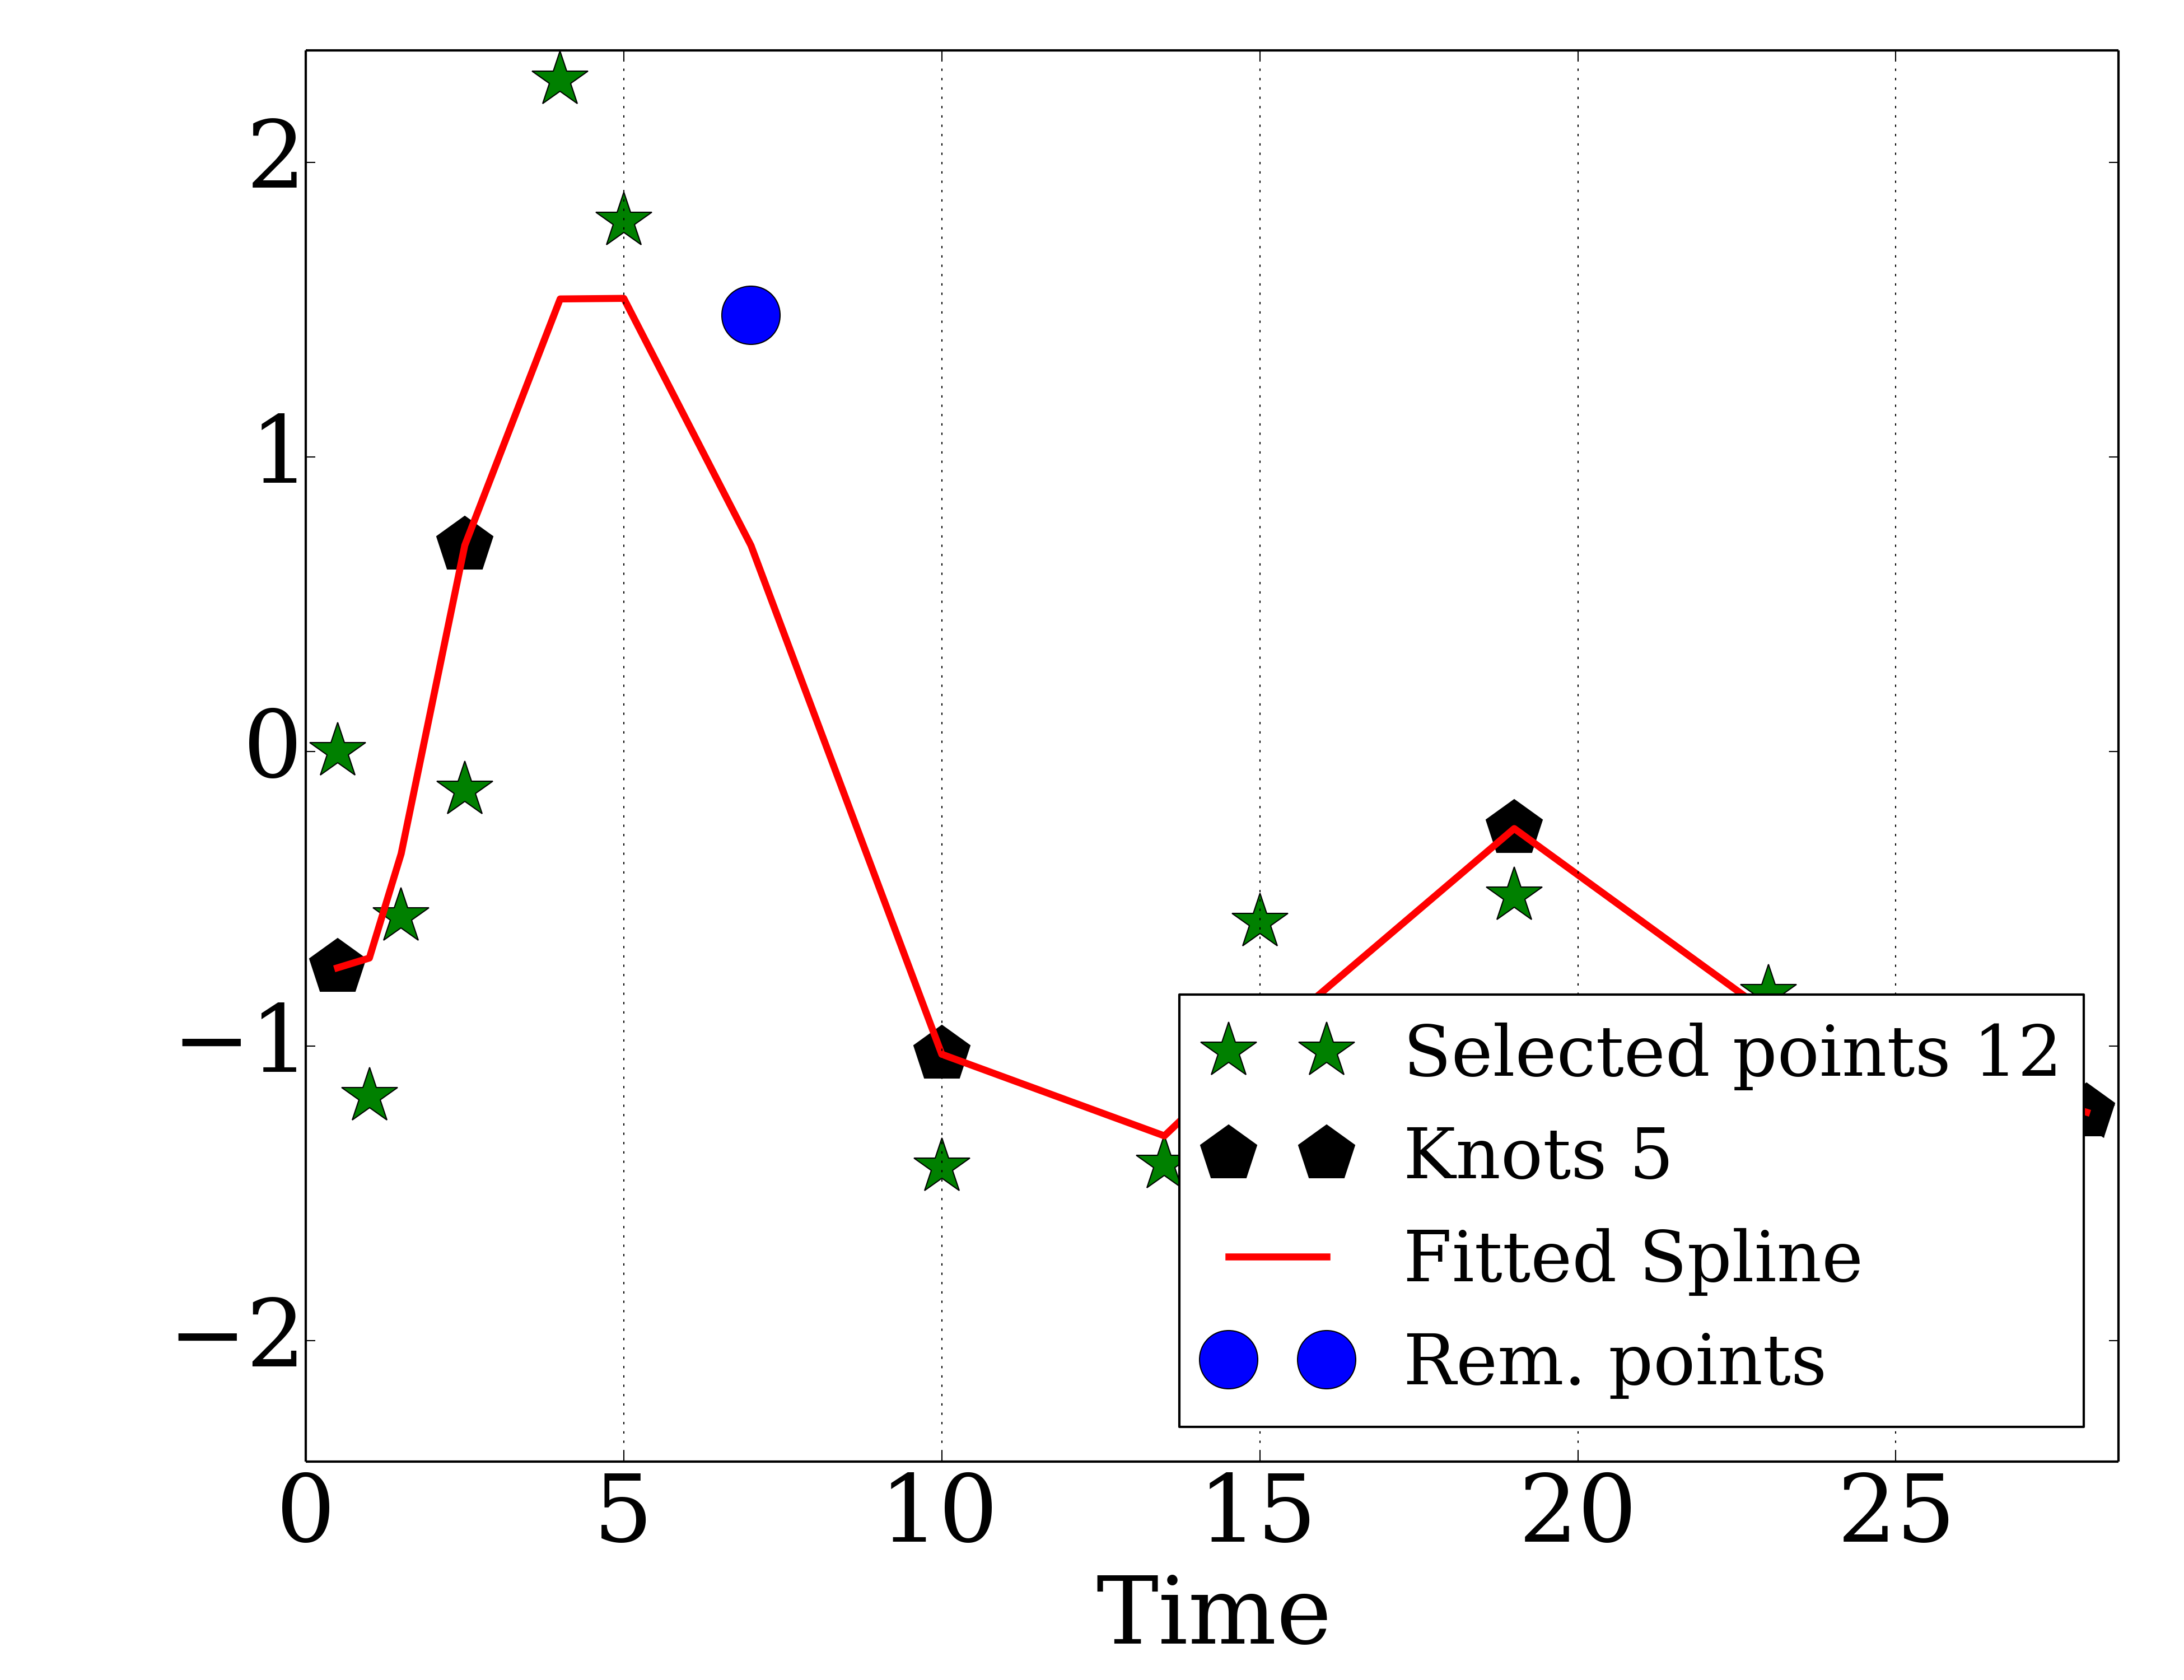 2
1
0
−1
−2
Selected points 12
Knots 5
Fitted Spline
Rem. points
0 5 10 15 20 25
Time